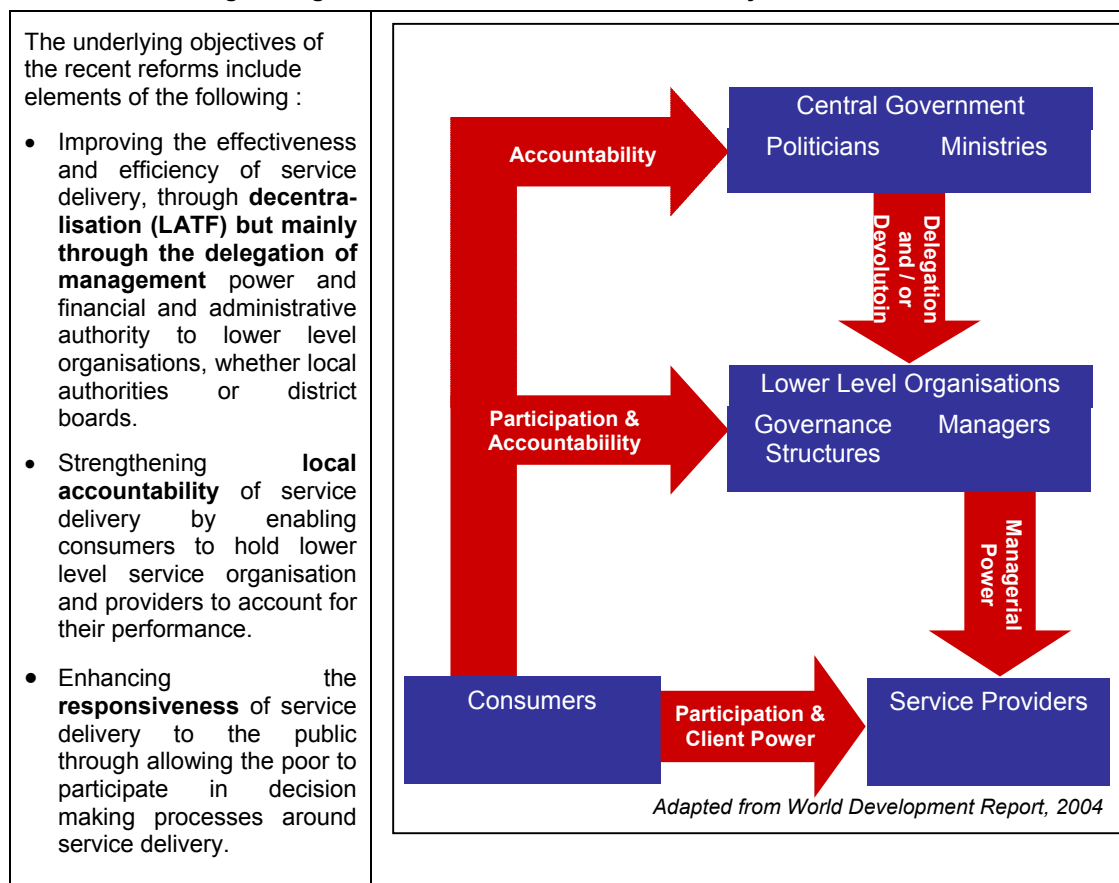 The underlying objectives of
the recent reforms include
elements of the following :
• Improving the effectiveness
and efficiency of service
delivery, through decentra-
lisation (LATF) but mainly
through the delegation of
management power and
financial and administrative
authority to lower level
organisations, whether local
authorities or district
boards.
• Strengthening local
accountability of service
delivery by enabling
consumers to hold lower
level service organisation
and providers to account for
their performance.
• Enhancing the
responsiveness of service
delivery to the public
through allowing the poor to
participate in decision
making processes around
service delivery.
Central Government
Politicians Ministries
Accountability
Delegation
and / or
Devolutoin
Lower Level Organisations
Governance
Structures
Managers
Participation &
Accountabiility
Managerial
Power
Consumers
Participation &
Client Power
Service Providers
Adapted from World Development Report, 2004